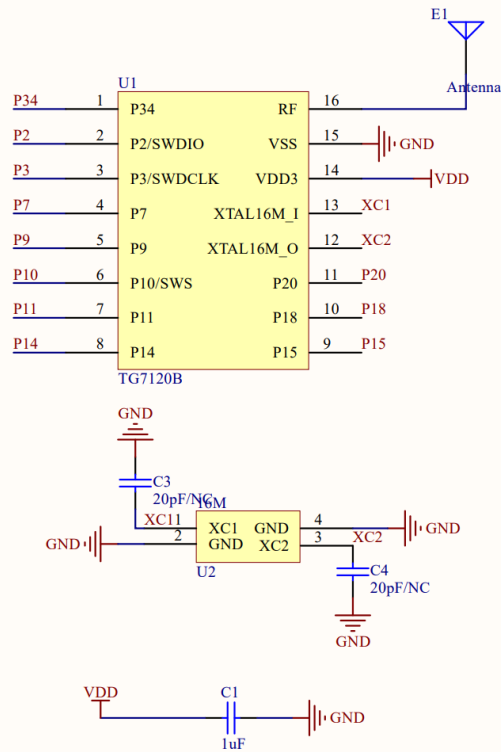 E1
Antenna
U1
P34 1 P34 RF 16
P2 2 P2/SWDIO VSS 15 GND
P3 3 P3/SWDCLK VDD3 14 VDD
P7 4 P7 XTAL16M_I 13 XC1
P9 5 P9 XTAL16M_O 12 XC2
P10 6 P10/SWS P20 11 P20
P11 7 P11 P18 10 P18
P14 8 P14 P15 9 P15
TG7120B
GND
C3
20pF/NC
16M
XC1 1 XC1 GND 4 GND
GND 2 GND XC2 3 XC2
U2
C4
20pF/NC
GND
VDD C1 GND
1uF